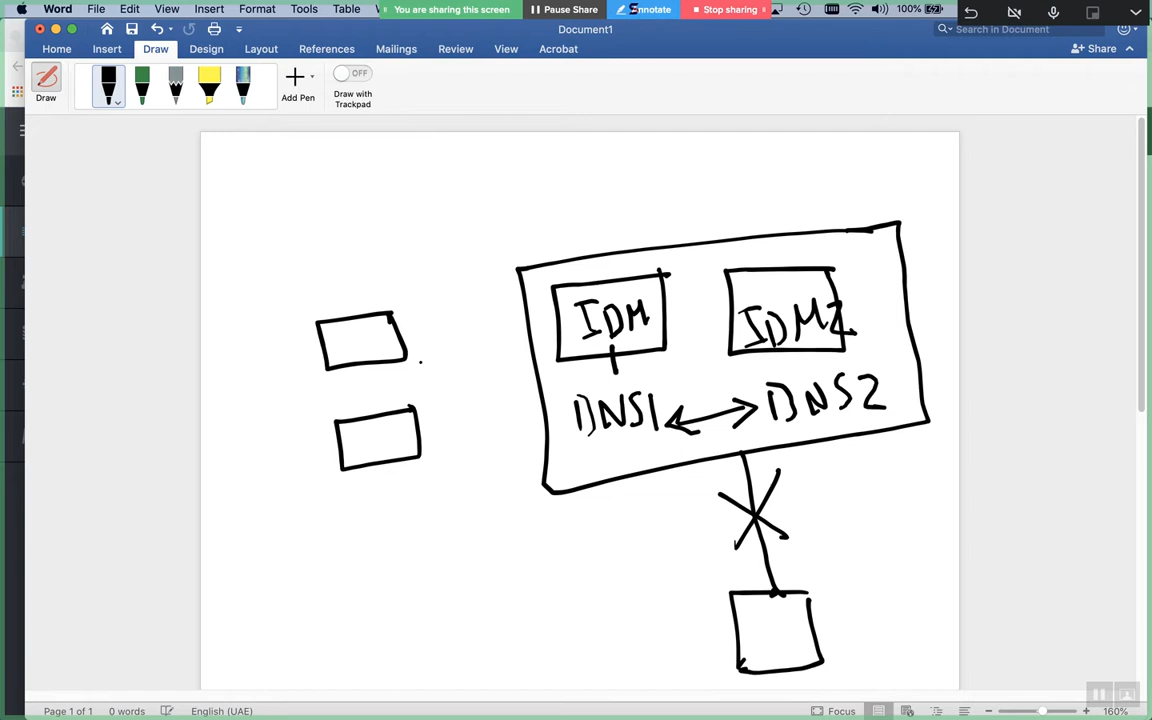 Word File Edit View Insert Format Tools Table
You are sharing this screen Pause Share Annotate Stop sharing
100%
Document1
Search in Document
Home Insert Draw Design Layout References Mailings Review View Acrobat
Share
OFF
Draw Add Pen Draw with
Trackpad
IDM IDM2
DNS1 DNS2
Page 1 of 1 0 words English (UAE) Focus 160%